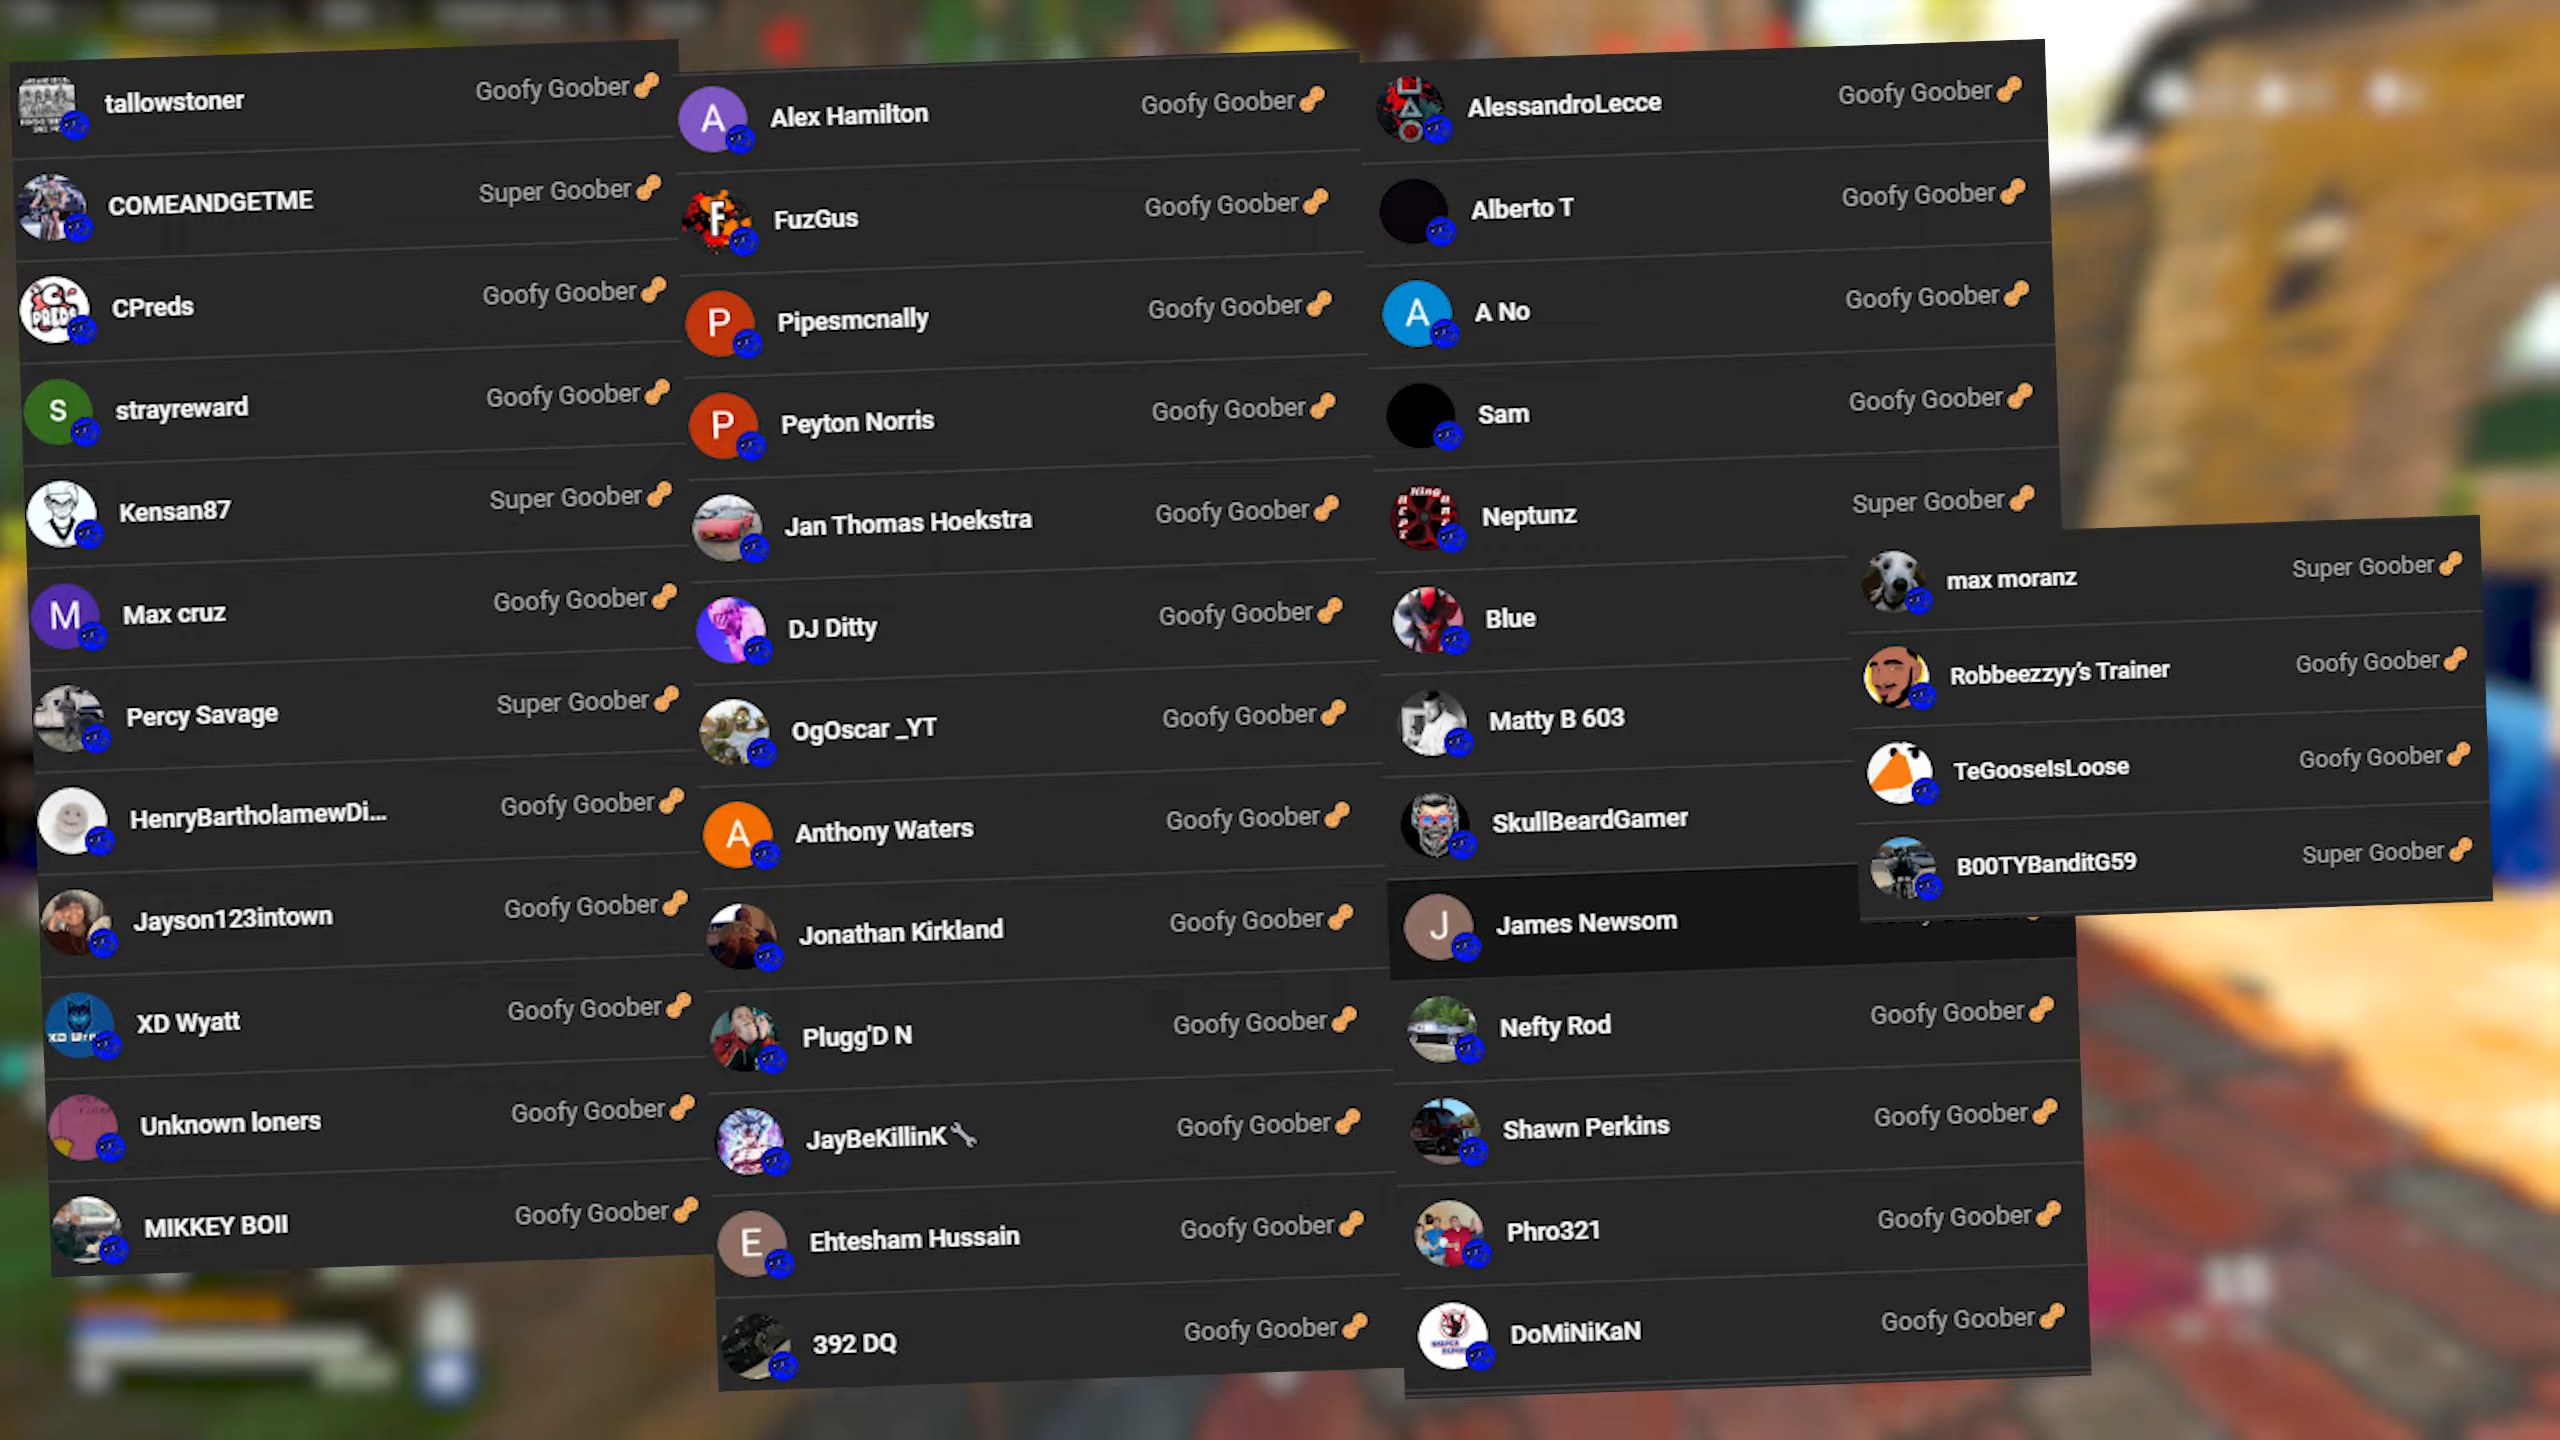 tallowstoner Goofy Goober
COMEANDGETME Super Goober
CPreds Goofy Goober
S strayreward Goofy Goober
Kensan87 Super Goober
M Max cruz Goofy Goober
Percy Savage Super Goober
HenryBartholamewDi... Goofy Goober
Jayson123intown Goofy Goober
XD Wyatt Goofy Goober
Unknown loners Goofy Goober
MIKKEY BOII Goofy Goober
A Alex Hamilton Goofy Goober
F FuzGus Goofy Goober
P Pipesmcnally Goofy Goober
P Peyton Norris Goofy Goober
Jan Thomas Hoekstra Goofy Goober
DJ Ditty Goofy Goober
OgOscar _YT Goofy Goober
A Anthony Waters Goofy Goober
Jonathan Kirkland Goofy Goober
Plugg'D N Goofy Goober
JayBeKillinK Goofy Goober
E Ehtesham Hussain Goofy Goober
392 DQ Goofy Goober
AlessandroLecce Goofy Goober
Alberto T Goofy Goober
A A No Goofy Goober
Sam Goofy Goober
Neptunz Super Goober
Blue
Matty B 603
SkullBeardGamer
J James Newsom
Nefty Rod Goofy Goober
Shawn Perkins Goofy Goober
Phro321 Goofy Goober
DoMiNiKaN Goofy Goober
max moranz Super Goober
Robbeezzyy's Trainer Goofy Goober
TeGooseIsLoose Goofy Goober
B00TYBanditG59 Super Goober